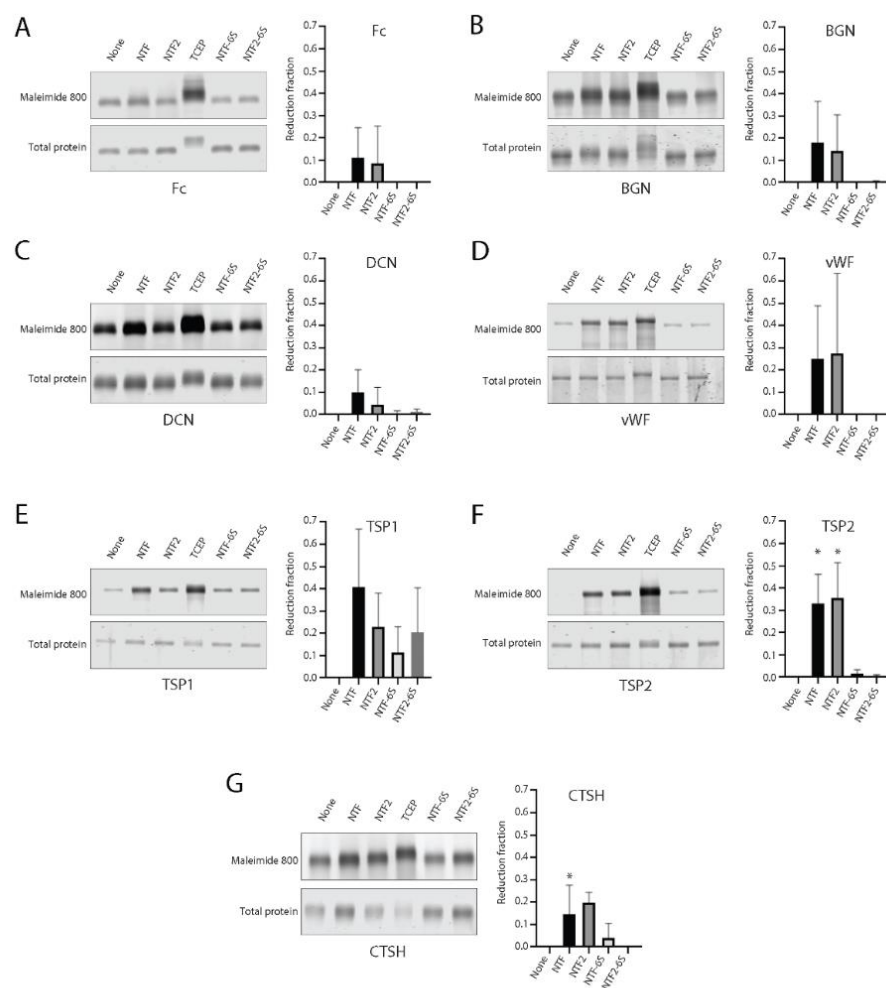 A
None NTF NTF2 TCEP NTF-6S NTF2-6S
Maleimide 800
Total protein
Fc
Fc
Reduction fraction
0.7
0.6
0.5
0.4
0.3
0.2
0.1
0.0
None NTF NTF2 NTF-6S NTF2-6S
B
None NTF NTF2 TCEP NTF-6S NTF2-6S
Maleimide 800
Total protein
BGN
BGN
Reduction fraction
0.7
0.6
0.5
0.4
0.3
0.2
0.1
0.0
None NTF NTF2 NTF-6S NTF2-6S
C
None NTF NTF2 TCEP NTF-6S NTF2-6S
Maleimide 800
Total protein
DCN
DCN
Reduction fraction
0.7
0.6
0.5
0.4
0.3
0.2
0.1
0.0
None NTF NTF2 NTF-6S NTF2-6S
D
None NTF NTF2 TCEP NTF-6S NTF2-6S
Maleimide 800
Total protein
vWF
vWF
Reduction fraction
0.7
0.6
0.5
0.4
0.3
0.2
0.1
0.0
None NTF NTF2 NTF-6S NTF2-6S
E
None NTF NTF2 TCEP NTF-6S NTF2-6S
Maleimide 800
Total protein
TSP1
TSP1
Reduction fraction
0.7
0.6
0.5
0.4
0.3
0.2
0.1
0.0
None NTF NTF2 NTF-6S NTF2-6S
F
None NTF NTF2 TCEP NTF-6S NTF2-6S
Maleimide 800
Total protein
TSP2
TSP2
* *
Reduction fraction
0.7
0.6
0.5
0.4
0.3
0.2
0.1
0.0
None NTF NTF2 NTF-6S NTF2-6S
G
None NTF NTF2 TCEP NTF-6S NTF2-6S
Maleimide 800
Total protein
CTSH
CTSH
*
Reduction fraction
0.7
0.6
0.5
0.4
0.3
0.2
0.1
0.0
None NTF NTF2 NTF-6S NTF2-6S